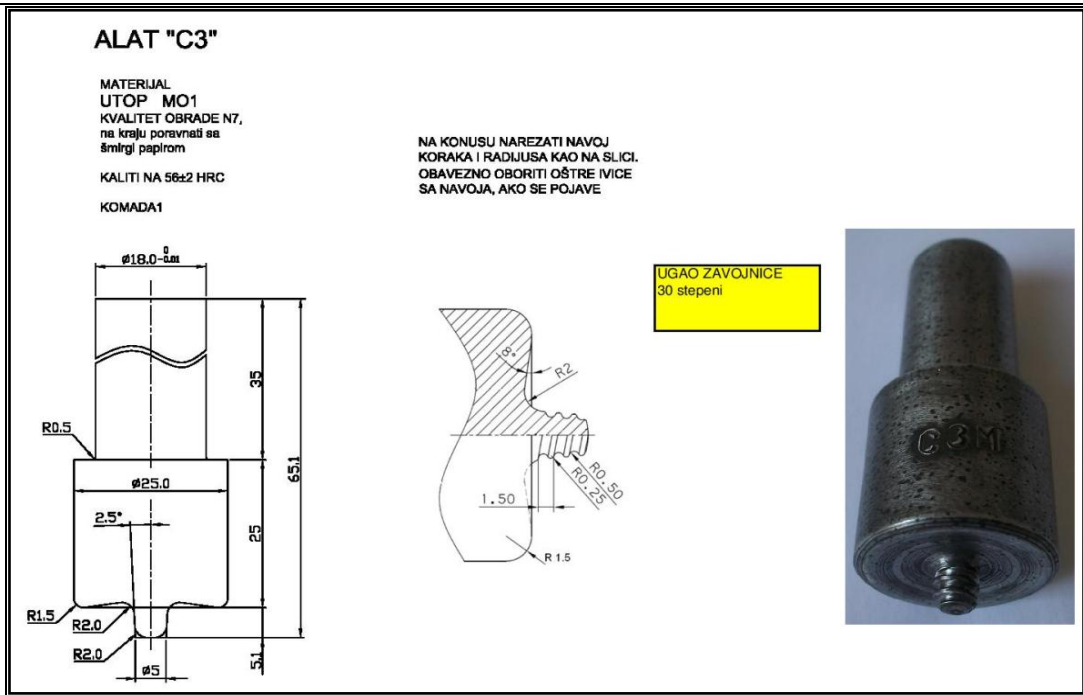 ALAT "C3"
MATERIJAL
UTOP MO1
KVALITET OBRADE N7,
na kraju poravnati sa
šmirgl papirom
KALITI NA 56±2 HRC
KOMADA1
NA KONUSU NAREZATI NAVOJ
KORAKA I RADIJUSA KAO NA SLICI.
OBAVEZNO OBORITI OŠTRE IVICE
SA NAVOJA, AKO SE POJAVE
UGAO ZAVOJNICE
30 stepeni
ø18.0-0 0.01
35
R0.5
65,1
ø25.0
2.5°
25
R1.5
R2.0
R2.0
5,1
ø5
8°
R2
R0.50
R0.25
1.50
R 1.5
C3M